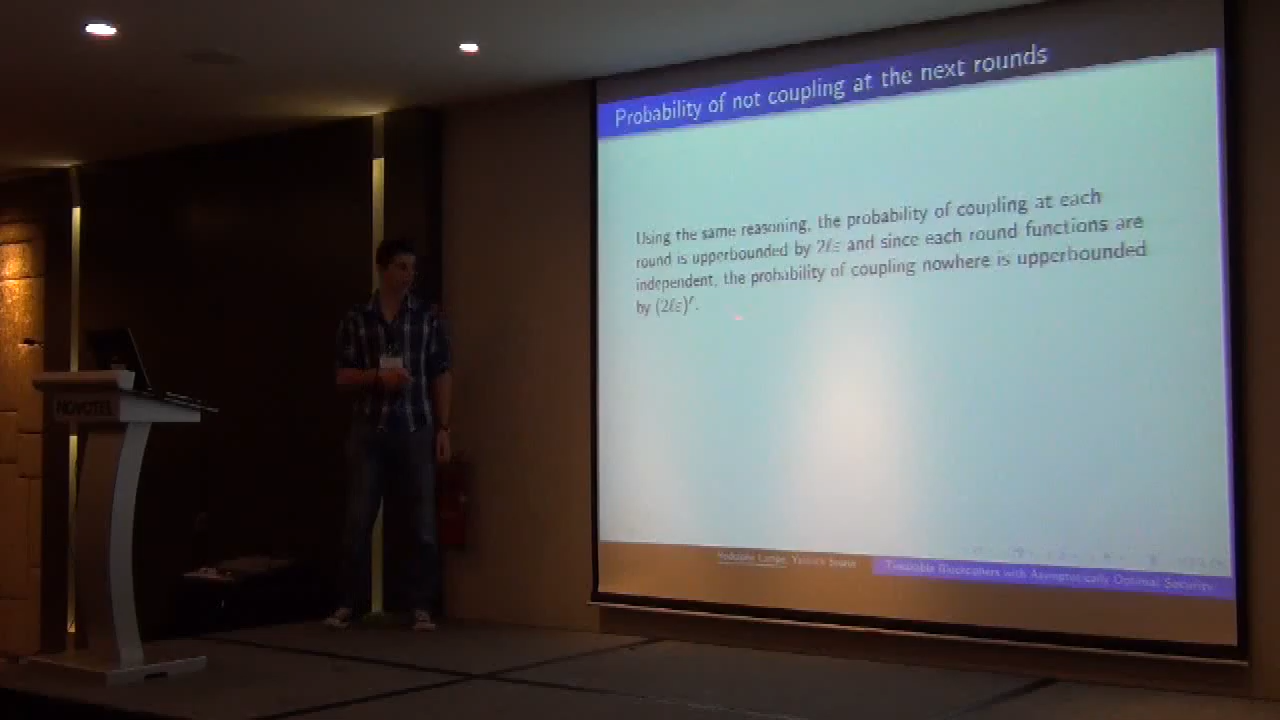 Probability of not coupling at the next rounds
Using the same reasoning, the probability of coupling at each
round is upperbounded by 2ℓε and since each round functions are
independent, the probability of coupling nowhere is upperbounded
by (2ℓε)^r.
Rodolphe Lampe, Yannick Seurin
Tweakable Blockciphers with Asymptotically Optimal Security
NOVOTEL